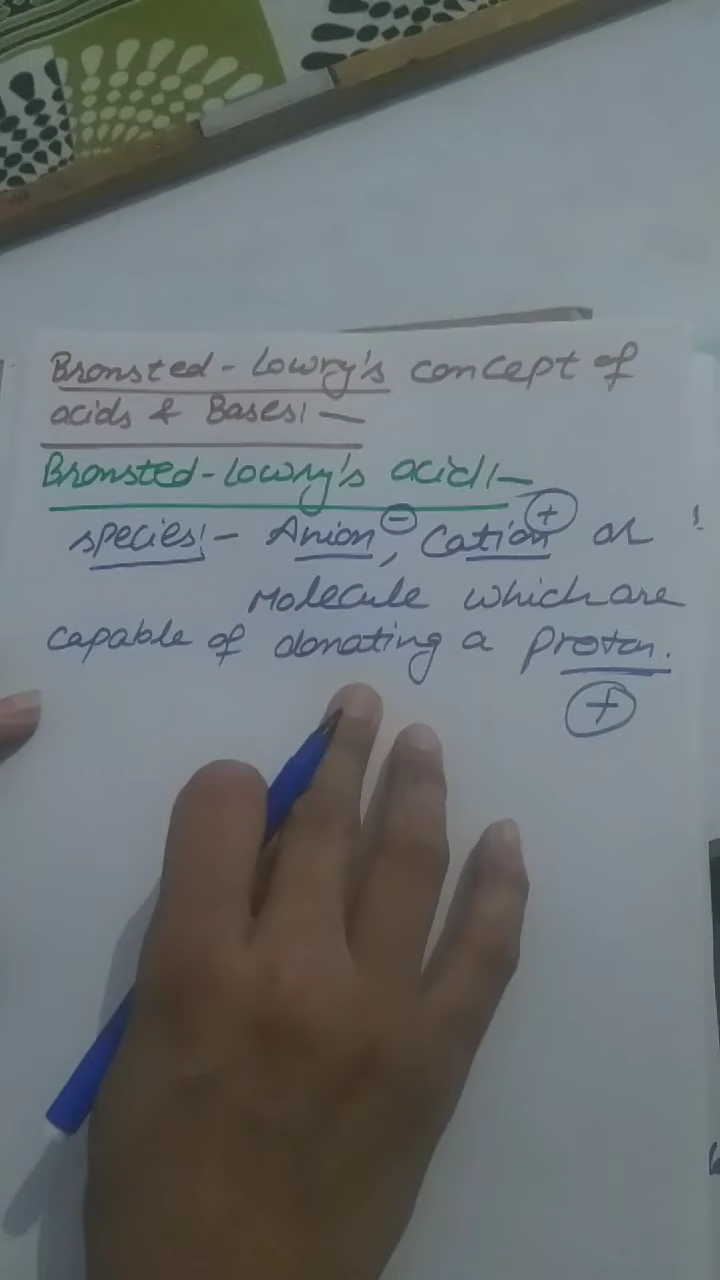 Bronsted-Lowry's concept of
acids & Bases:-
Bronsted-Lowry's acid:-
species:- Anion ⊖, Cation ⊕ or
Molecule which are
capable of donating a proton.
⊕